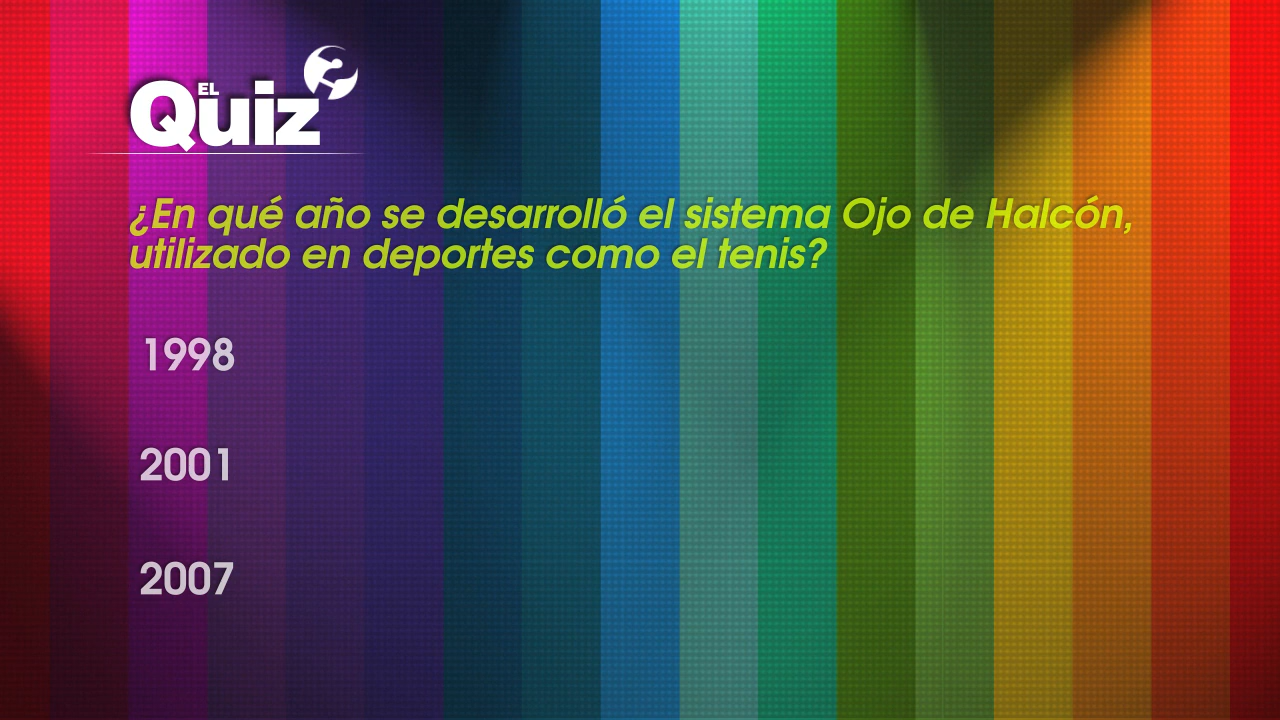 EL
Quiz
¿En qué año se desarrolló el sistema Ojo de Halcón,
utilizado en deportes como el tenis?
1998
2001
2007